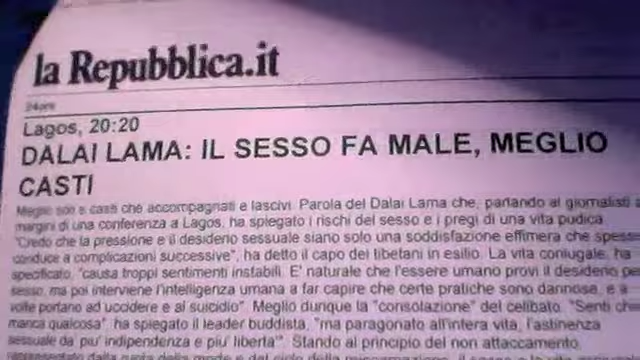 la Repubblica.it
24ore
Lagos, 20:20
DALAI LAMA: IL SESSO FA MALE, MEGLIO
CASTI
Meglio soli e casti che accompagnati e lascivi. Parola del Dalai Lama che, parlando ai giornalisti a
margini di una conferenza a Lagos, ha spiegato i rischi del sesso e i pregi di una vita pudica.
"Credo che la pressione e il desiderio sessuale siano solo una soddisfazione effimera che spess
conduce a complicazioni successive", ha detto il capo dei tibetani in esilio. La vita coniugale, ha
specificato, "causa troppi sentimenti instabili. E' naturale che l'essere umano provi il desiderio pe
sesso, ma poi interviene l'intelligenza umana a far capire che certe pratiche sono dannose, e a
volte portano ad uccidere e al suicidio". Meglio dunque la "consolazione" del celibato. "Senti che
manca qualcosa", ha spiegato il leader buddista, "ma paragonato all'intera vita, l'astinenza
sessuale da piu' indipendenza e piu' liberta'". Stando al principio del non attaccamento,